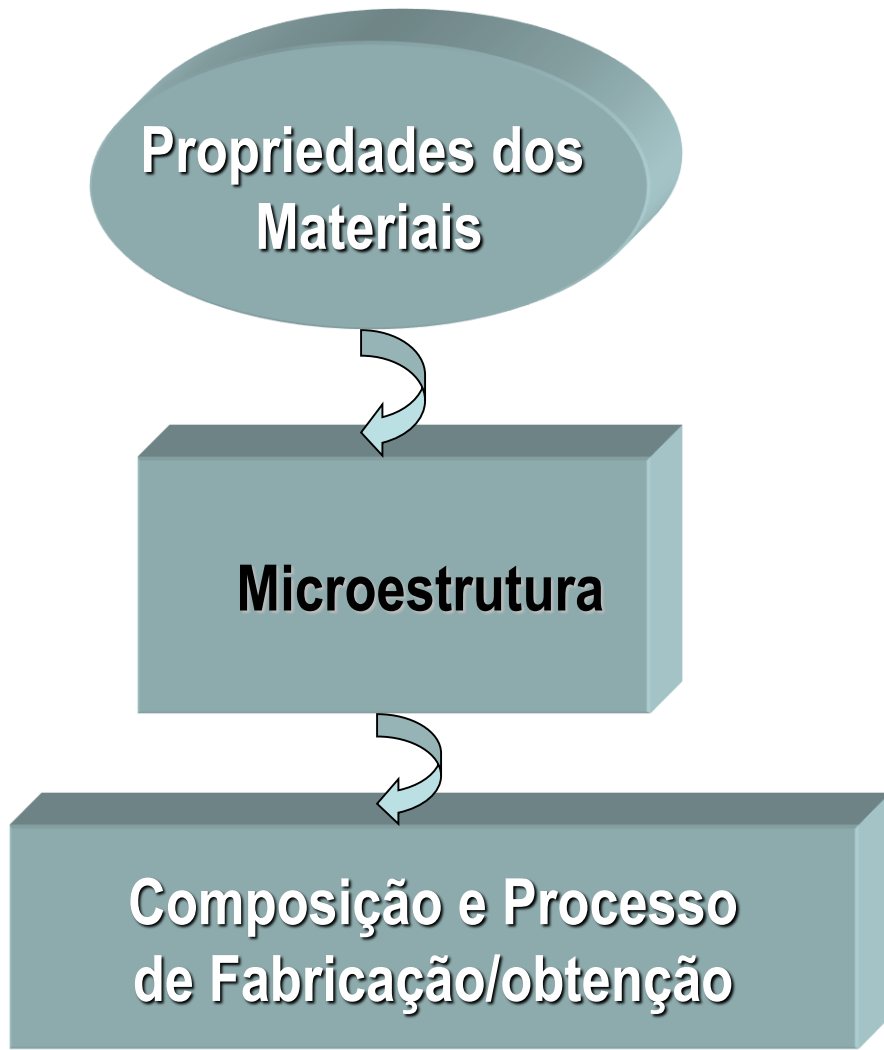 Propriedades dos
Materiais
Microestrutura
Composição e Processo
de Fabricação/obtenção